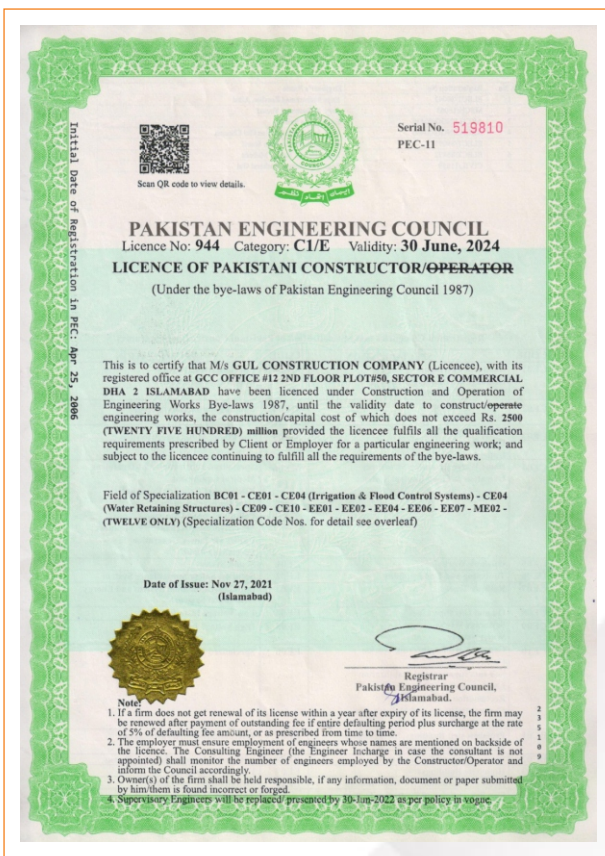 Serial No. 519810
PEC-11
Scan QR code to view details.
Initial Date of Registration in PEC: Apr 25, 2006
PAKISTAN ENGINEERING COUNCIL
Licence No: 944 Category: C1/E Validity: 30 June, 2024
LICENCE OF PAKISTANI CONSTRUCTOR/OPERATOR
(Under the bye-laws of Pakistan Engineering Council 1987)
This is to certify that M/s GUL CONSTRUCTION COMPANY (Licencee), with its
registered office at GCC OFFICE #12 2ND FLOOR PLOT#50, SECTOR E COMMERCIAL
DHA 2 ISLAMABAD have been licenced under Construction and Operation of
Engineering Works Bye-laws 1987, until the validity date to construct/operate
engineering works, the construction/capital cost of which does not exceed Rs. 2500
(TWENTY FIVE HUNDRED) million provided the licencee fulfils all the qualification
requirements prescribed by Client or Employer for a particular engineering work; and
subject to the licencee continuing to fulfill all the requirements of the bye-laws.
Field of Specialization BC01 - CE01 - CE04 (Irrigation & Flood Control Systems) - CE04
(Water Retaining Structures) - CE09 - CE10 - EE01 - EE02 - EE04 - EE06 - EE07 - ME02 -
(TWELVE ONLY) (Specialization Code Nos. for detail see overleaf)
Date of Issue: Nov 27, 2021
(Islamabad)
Registrar
Pakistan Engineering Council,
Islamabad.
Note:
1. If a firm does not get renewal of its license within a year after expiry of its license, the firm may
be renewed after payment of outstanding fee if entire defaulting period plus surcharge at the rate
of 5% of defaulting fee amount, or as prescribed from time to time.
2. The employer must ensure employment of engineers whose names are mentioned on backside of
the licence. The Consulting Engineer (the Engineer Incharge in case the consultant is not
appointed) shall monitor the number of engineers employed by the Constructor/Operator and
inform the Council accordingly.
3. Owner(s) of the firm shall be held responsible, if any information, document or paper submitted
by him/them is found incorrect or forged.
4. Supervisory Engineers will be replaced/ presented by 30-Jun-2022 as per policy in vogue.
235109